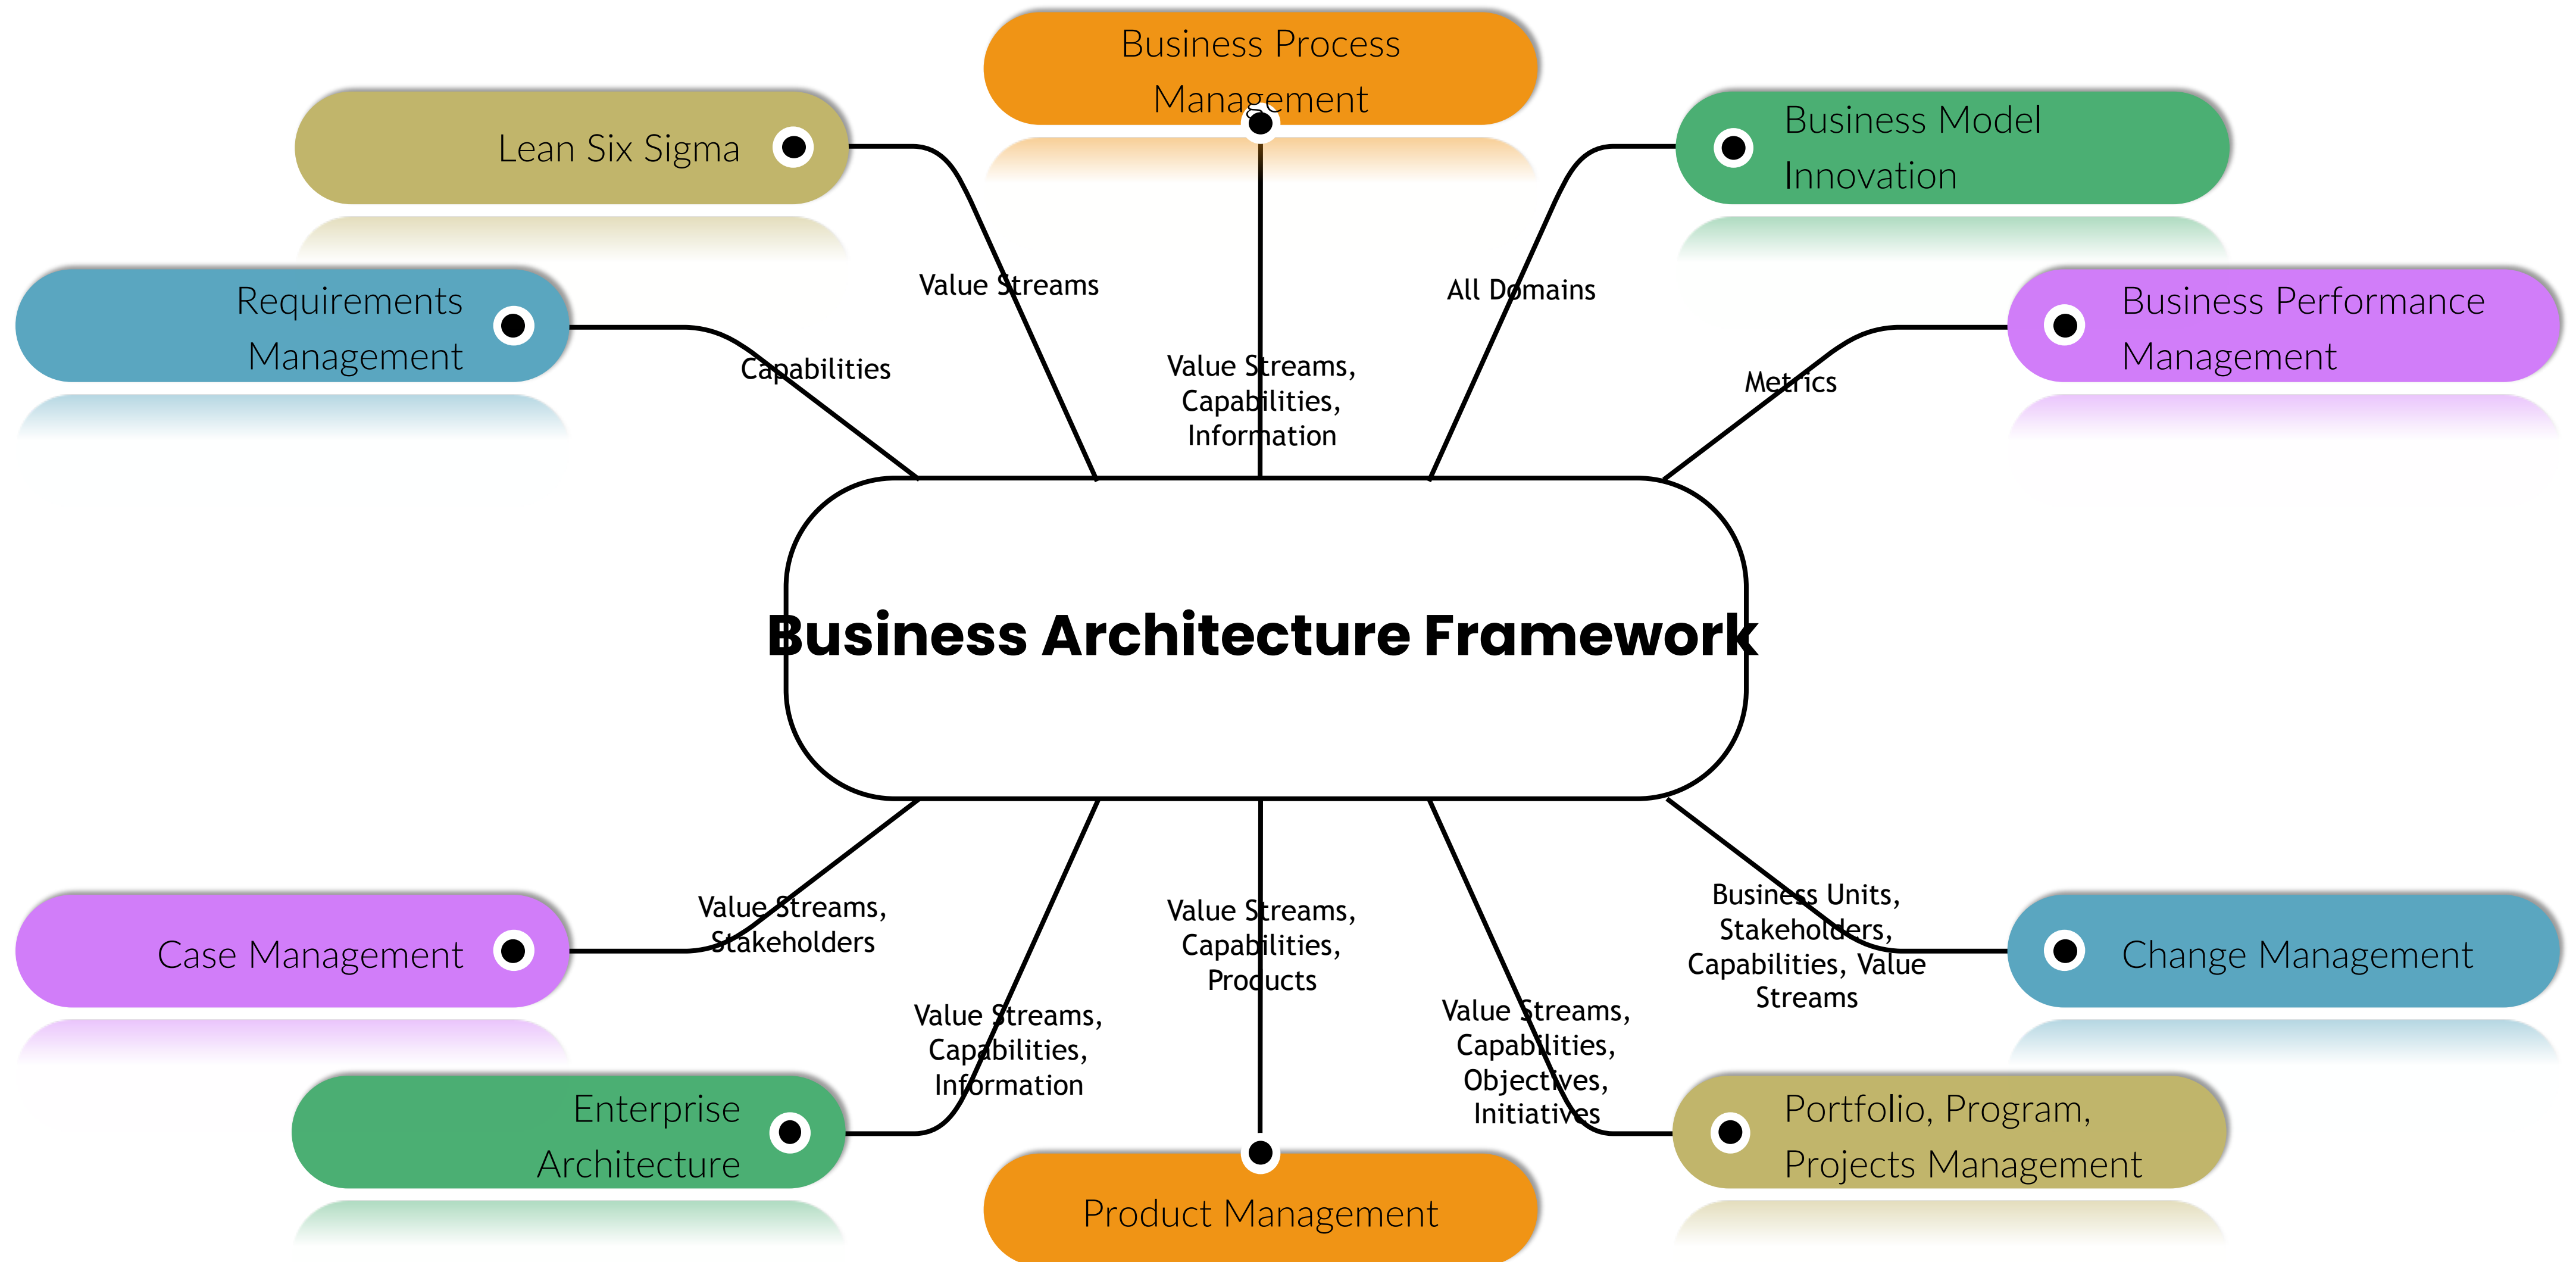 Business Process
Management
Lean Six Sigma
Business Model
Innovation
Requirements
Management
Business Performance
Management
Value Streams
All Domains
Capabilities
Value Streams,
Capabilities,
Information
Metrics
Business Architecture Framework
Value Streams,
Stakeholders
Value Streams,
Capabilities,
Products
Business Units,
Stakeholders,
Capabilities, Value
Streams
Case Management
Change Management
Value Streams,
Capabilities,
Information
Value Streams,
Capabilities,
Objectives,
Initiatives
Enterprise
Architecture
Portfolio, Program,
Projects Management
Product Management